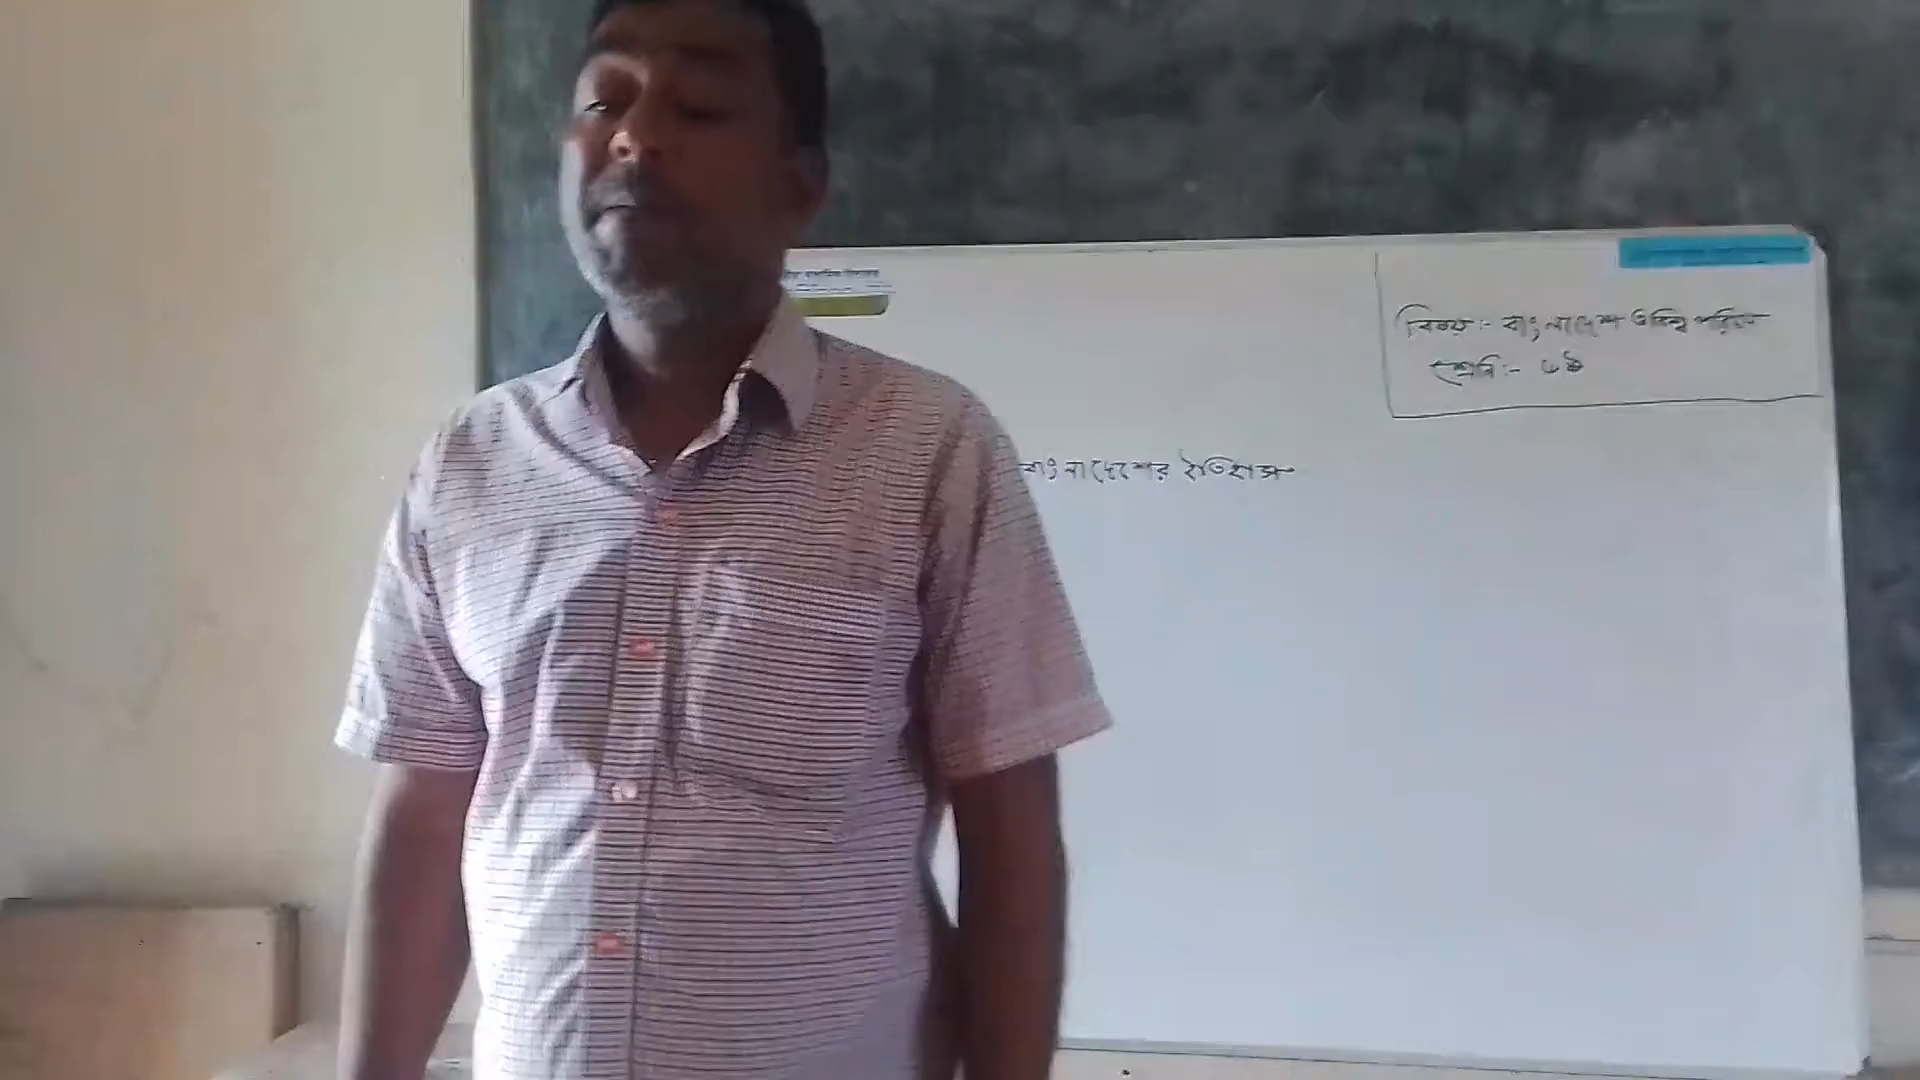 বিষয় :- বাংলাদেশ ও বিশ্ব পরিচয়
শ্রেণি :- ৬ষ্ঠ
বাংলাদেশের ইতিহাস